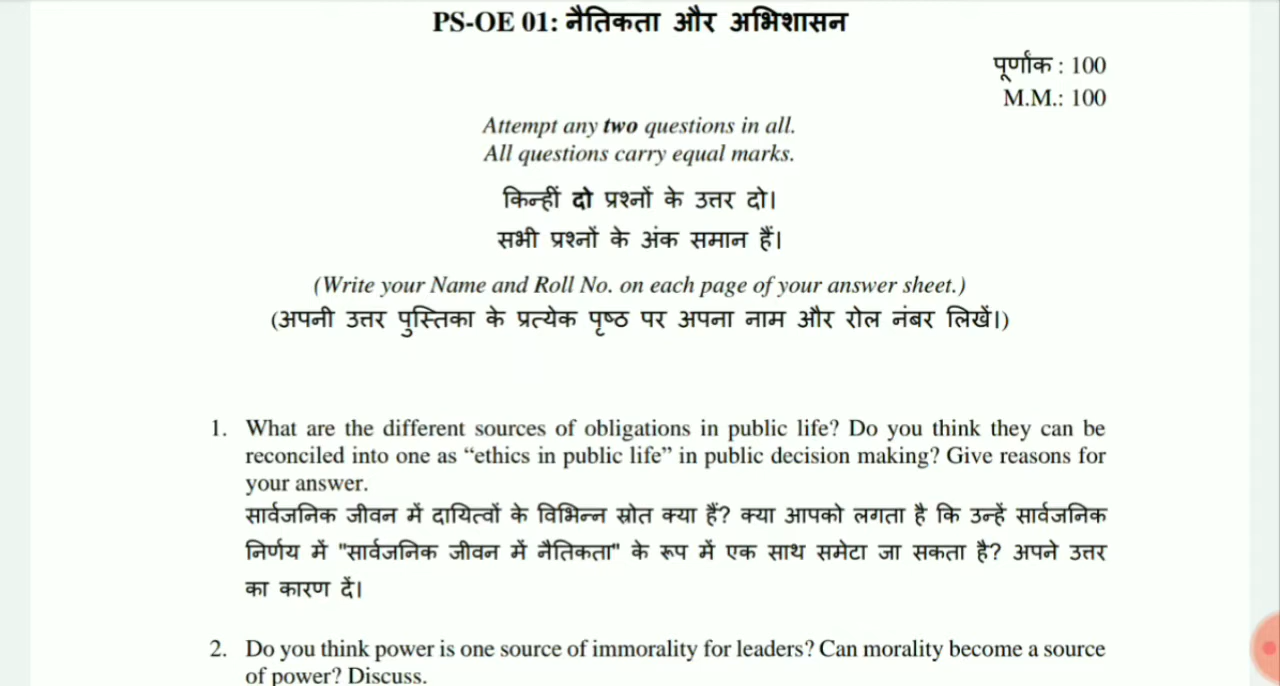 PS-OE 01: नैतिकता और अभिशासन
पूर्णांक : 100
M.M.: 100
Attempt any two questions in all.
All questions carry equal marks.
किन्हीं दो प्रश्नों के उत्तर दो।
सभी प्रश्नों के अंक समान हैं।
(Write your Name and Roll No. on each page of your answer sheet.)
(अपनी उत्तर पुस्तिका के प्रत्येक पृष्ठ पर अपना नाम और रोल नंबर लिखें।)
1. What are the different sources of obligations in public life? Do you think they can be
reconciled into one as “ethics in public life” in public decision making? Give reasons for
your answer.
सार्वजनिक जीवन में दायित्वों के विभिन्न स्रोत क्या हैं? क्या आपको लगता है कि उन्हें सार्वजनिक
निर्णय में "सार्वजनिक जीवन में नैतिकता" के रूप में एक साथ समेटा जा सकता है? अपने उत्तर
का कारण दें।
2. Do you think power is one source of immorality for leaders? Can morality become a source
of power? Discuss.